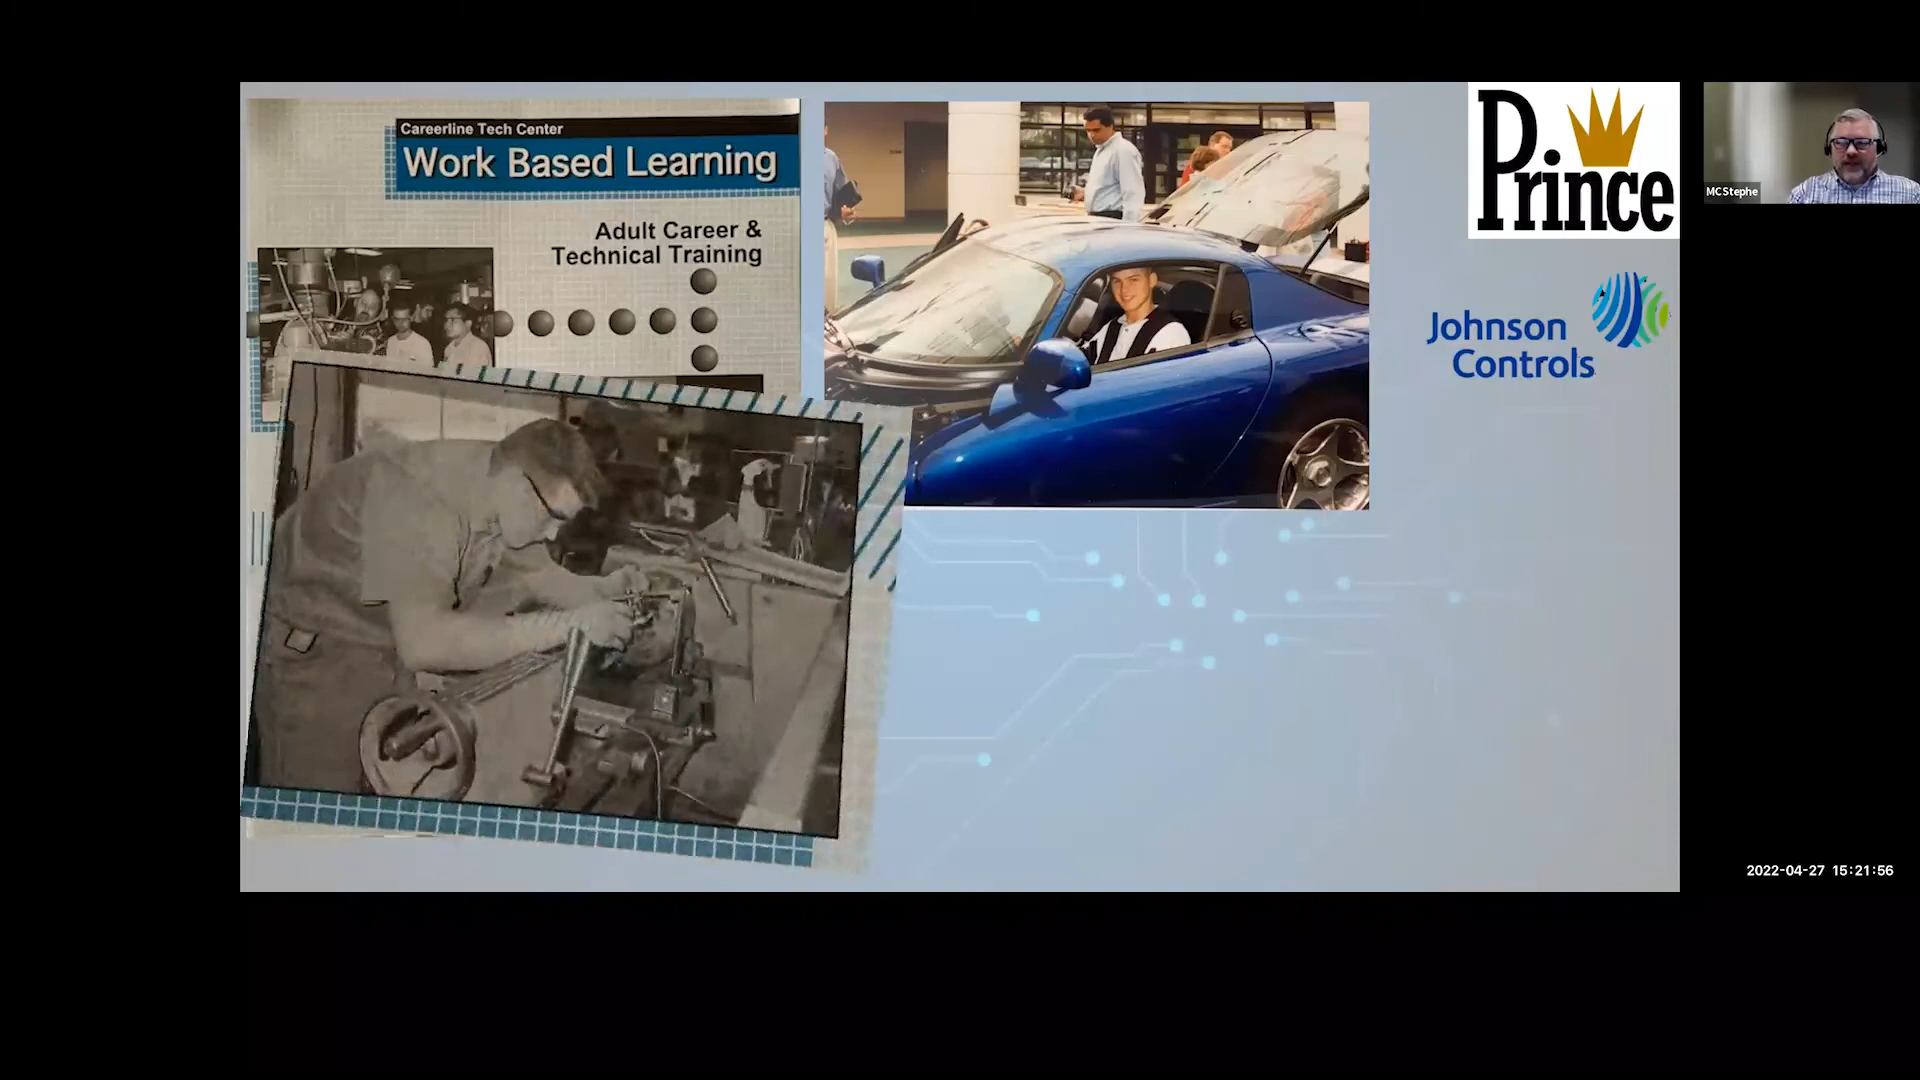 Careerline Tech Center
Work Based Learning
Adult Career &
Technical Training
Prince
Johnson
Controls
MCStephe
2022-04-27 15:21:56